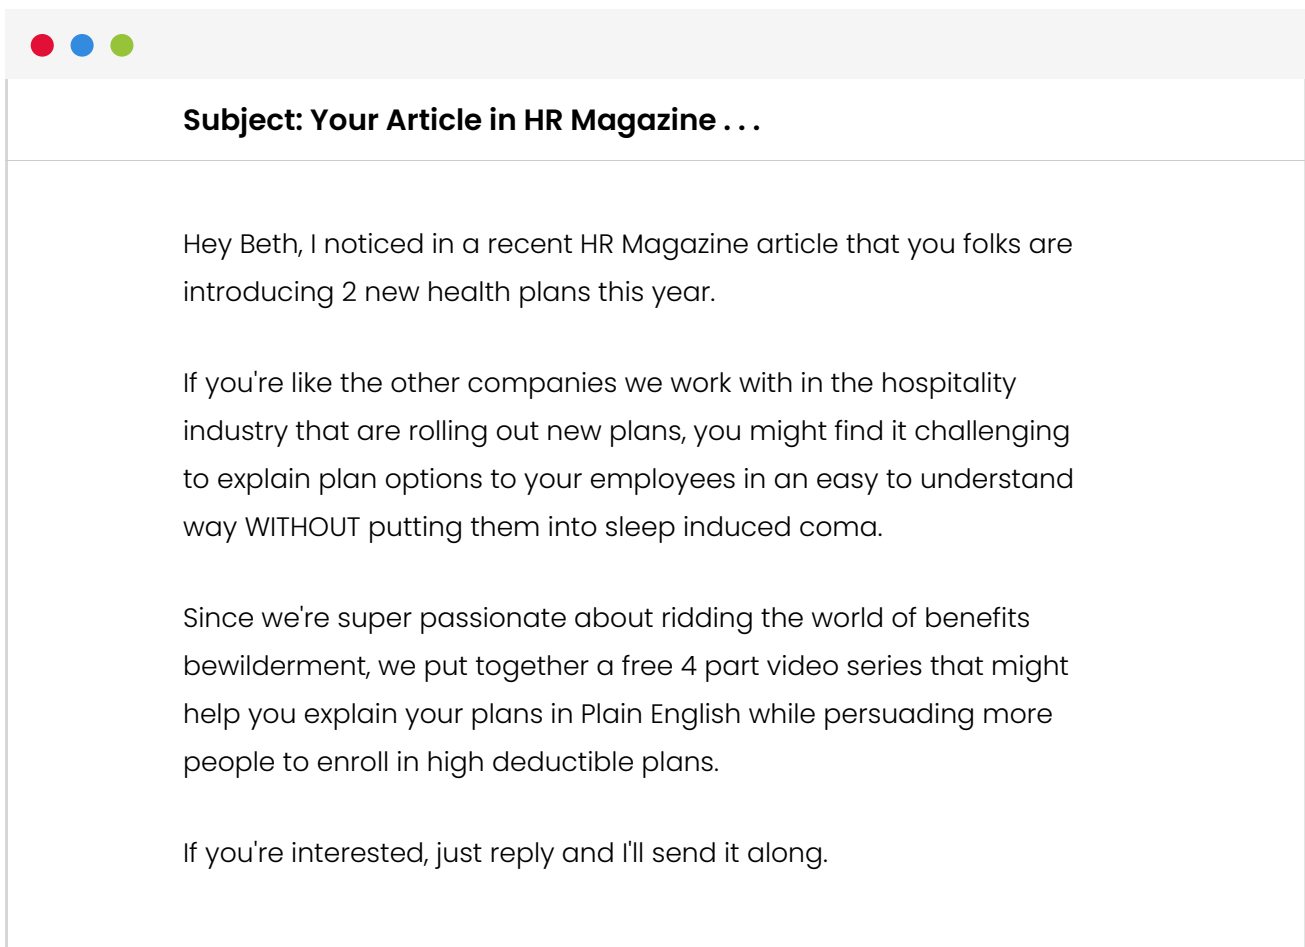 Subject: Your Article in HR Magazine . . .
Hey Beth, I noticed in a recent HR Magazine article that you folks are
introducing 2 new health plans this year.
If you're like the other companies we work with in the hospitality
industry that are rolling out new plans, you might find it challenging
to explain plan options to your employees in an easy to understand
way WITHOUT putting them into sleep induced coma.
Since we're super passionate about ridding the world of benefits
bewilderment, we put together a free 4 part video series that might
help you explain your plans in Plain English while persuading more
people to enroll in high deductible plans.
If you're interested, just reply and I'll send it along.